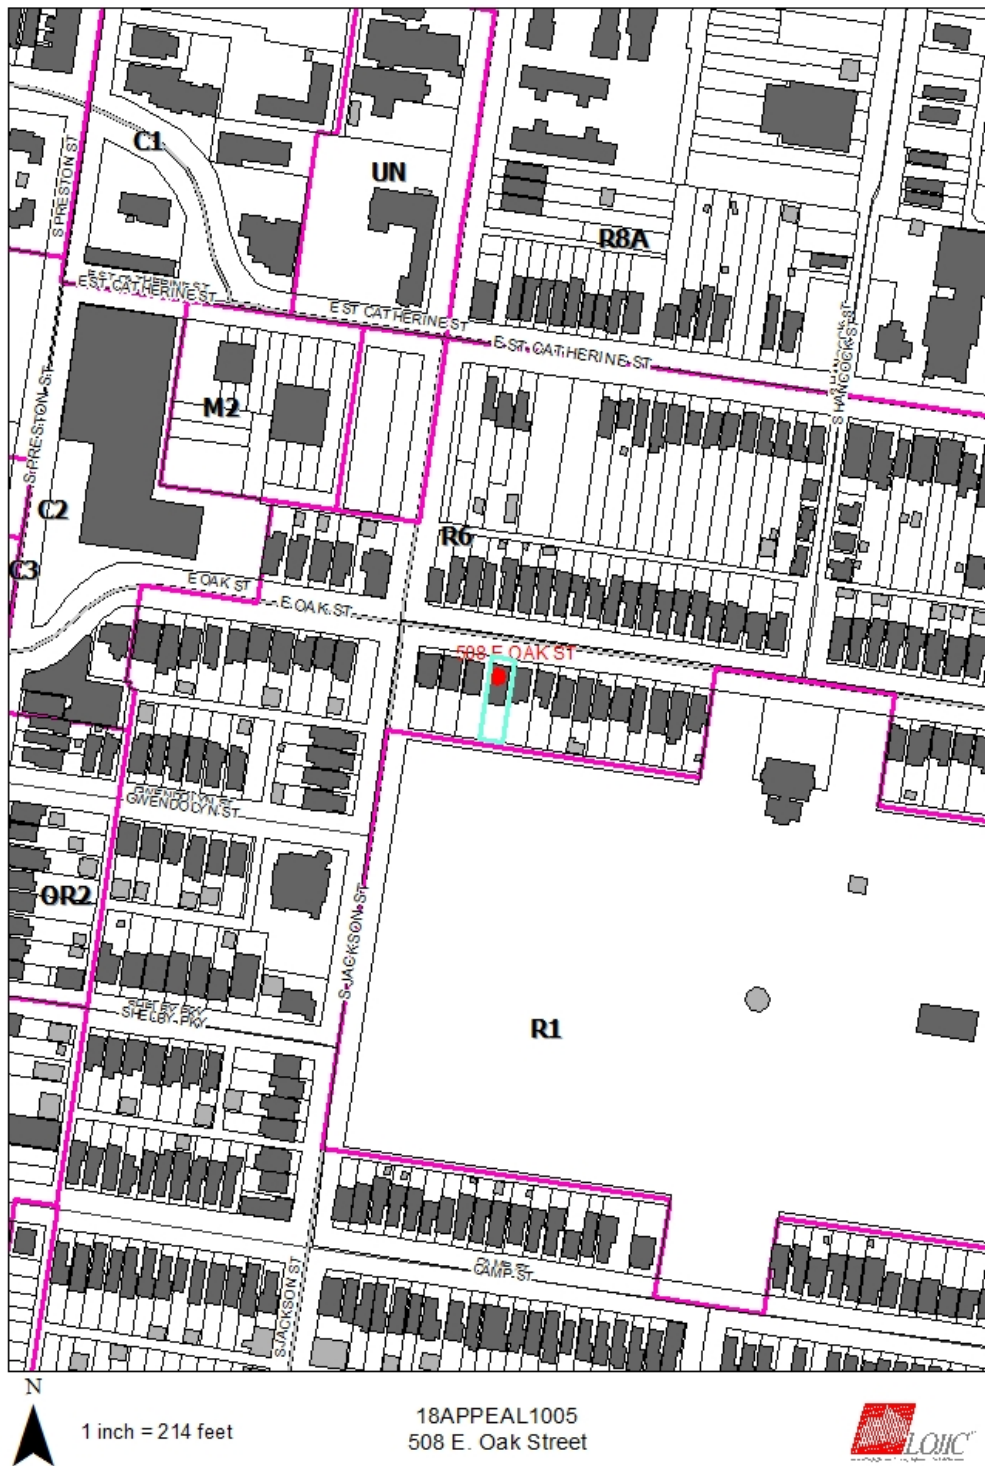 C1
UN
S PRESTON ST
R8A
E ST CATHERINE ST
E ST CATHERINE ST
E ST CATHERINE ST
E ST CATHERINE ST
S HANCOCK ST
S PRESTON ST
M2
C2
R6
C3
E OAK ST
E OAK ST
508 E OAK ST
GWENDOLYN ST
GWENDOLYN ST
OR2
S JACKSON ST
SHELBY PKY
SHELBY PKY
R1
CAMP ST
CAMP ST
S JACKSON ST
N
1 inch = 214 feet
18APPEAL1005
508 E. Oak Street
LOJIC